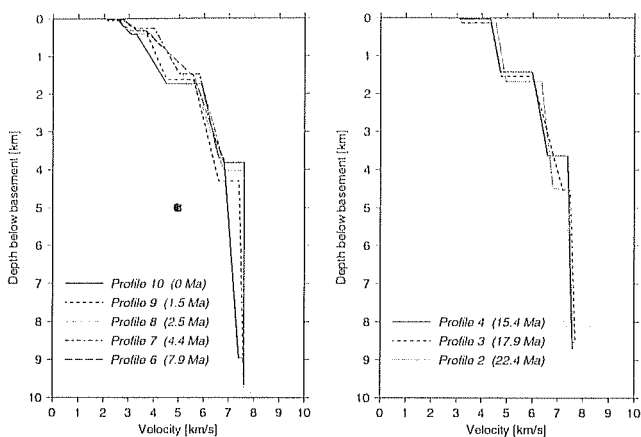 Depth below basement [km]
0
1
2
3
4
5
6
7
8
9
10
Profile 10 (0 Ma)
Profile 9 (1.5 Ma)
Profile 8 (2.5 Ma)
Profile 7 (4.4 Ma)
Profile 6 (7.9 Ma)
0 1 2 3 4 5 6 7 8 9 10
Velocity [km/s]
Depth below basement [km]
0
1
2
3
4
5
6
7
8
9
10
Profile 4 (15.4 Ma)
Profile 3 (17.9 Ma)
Profile 2 (22.4 Ma)
0 1 2 3 4 5 6 7 8 9 10
Velocity [km/s]